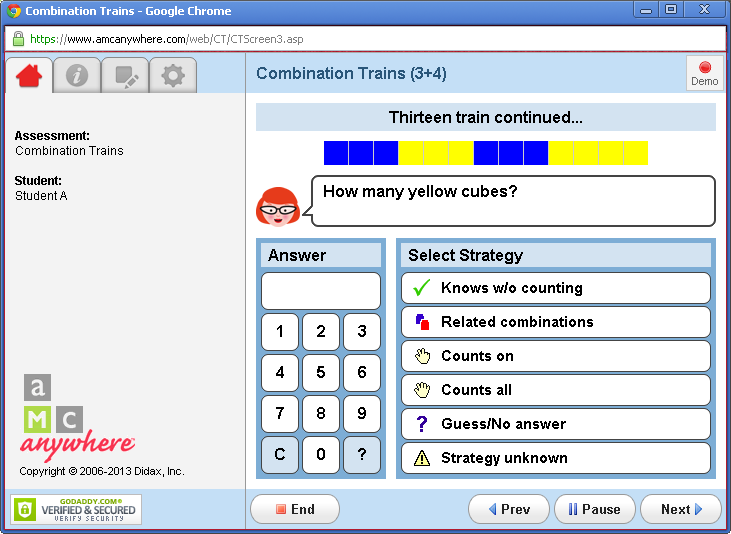 Combination Trains - Google Chrome
https://www.amcanywhere.com/web/CT/CTScreen3.asp
Combination Trains (3+4)
Demo
Assessment:
Combination Trains
Student:
Student A
Thirteen train continued...
How many yellow cubes?
Answer
1 2 3
4 5 6
7 8 9
C 0 ?
Select Strategy
Knows w/o counting
Related combinations
Counts on
Counts all
? Guess/No answer
Strategy unknown
a
M C
anywhere
Copyright © 2006-2013 Didax, Inc.
GODADDY.COM®
VERIFIED & SECURED
VERIFY SECURITY
End
Prev
Pause
Next